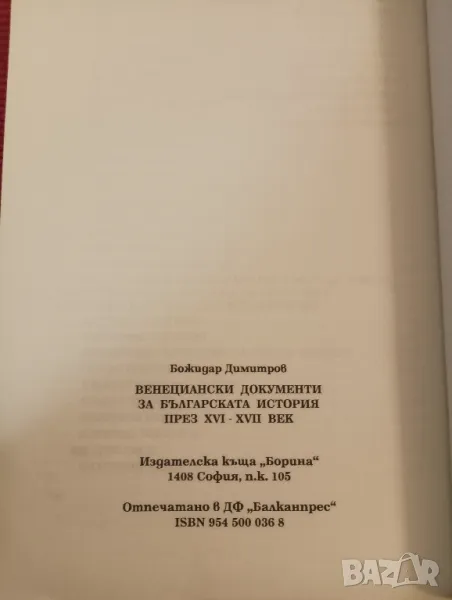 Божидар Димитров
ВЕНЕЦИАНСКИ ДОКУМЕНТИ
ЗА БЪЛГАРСКАТА ИСТОРИЯ
ПРЕЗ XVI - XVII ВЕК
Издателска къща „Борина“
1408 София, п.к. 105
Отпечатано в ДФ „Балканпрес“
ISBN 954 500 036 8
BAZAR